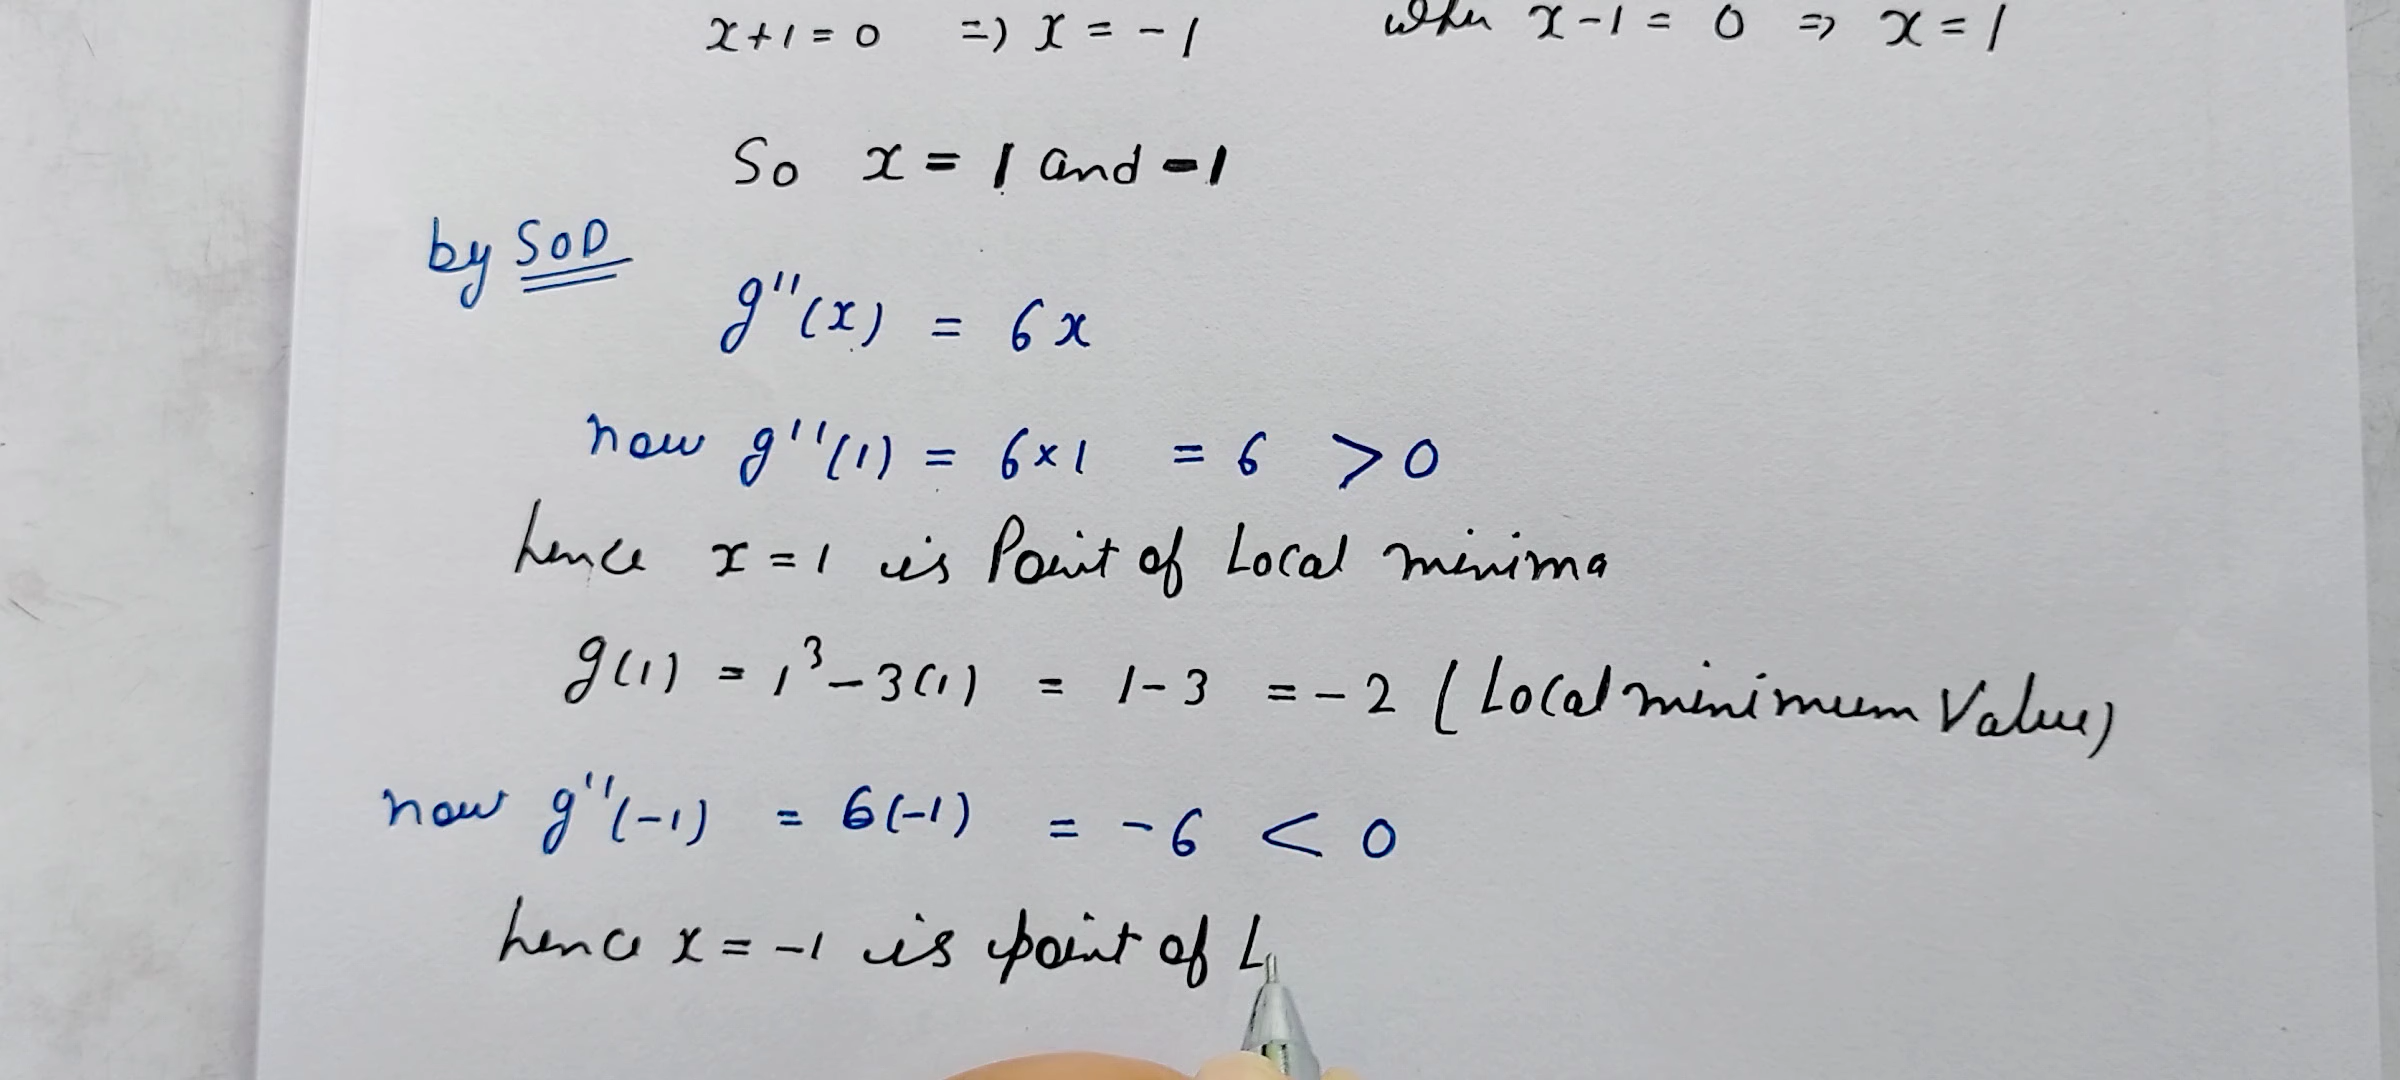 x+1=0 => x = -1 when x-1 = 0 => x = 1
So x = 1 and -1
by SOD
g''(x) = 6x
now g''(1) = 6×1 = 6 >0
hence x=1 is Point of Local minima
g(1) = 1³-3(1) = 1-3 = -2 (Local minimum Value)
now g''(-1) = 6(-1) = -6 < 0
hence x = -1 is point of L